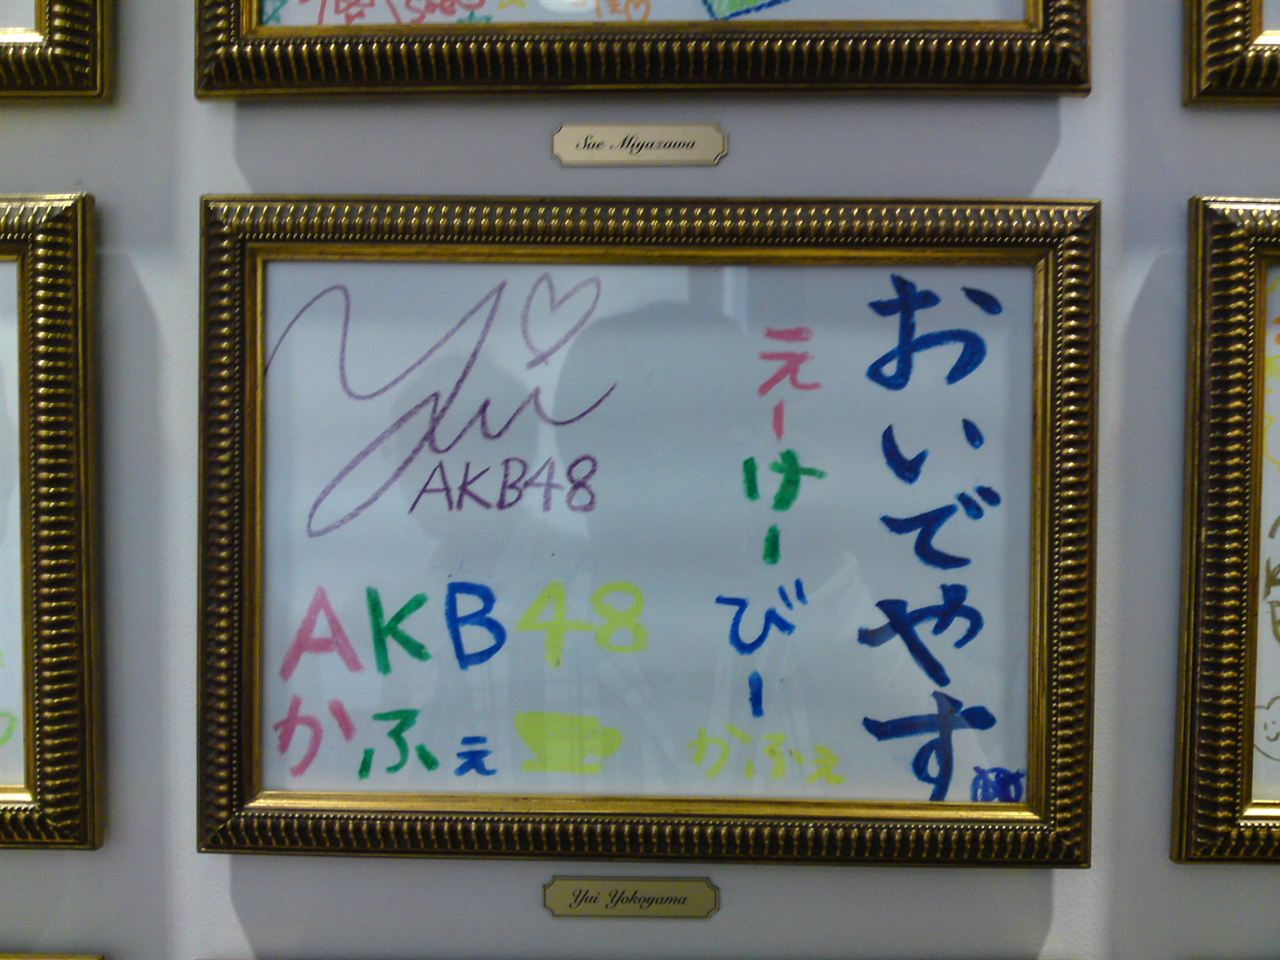 Sae Miyazawa
Yui
AKB48
おいでやす
えーけーびー
かふぇ
AKB48
かふぇ
Yui Yokoyama